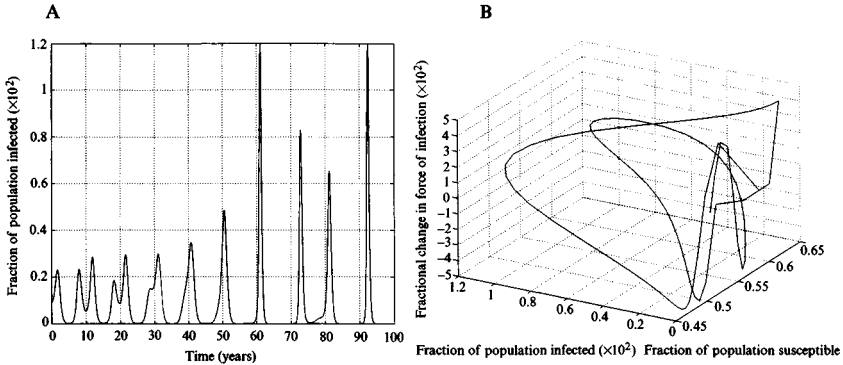 A
B
Fraction of population infected (×10²)
1.2
1
0.8
0.6
0.4
0.2
0
0 10 20 30 40 50 60 70 80 90 100
Time (years)
Fractional change in force of infection (×10²)
5
4
3
2
1
0
-1
-2
-3
-4
-5
1.2 1 0.8 0.6 0.4 0.2 0
0.45 0.5 0.55 0.6 0.65
Fraction of population infected (×10²) Fraction of population susceptible